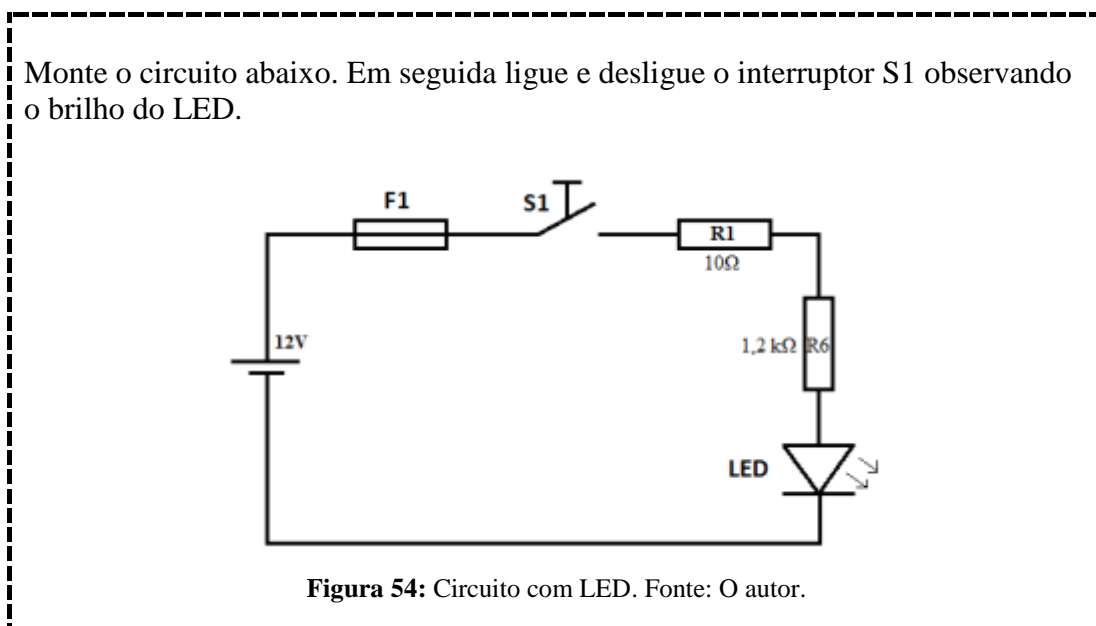 Monte o circuito abaixo. Em seguida ligue e desligue o interruptor S1 observando
o brilho do LED.
F1
S1
R1
10Ω
12V
1,2 kΩ R6
LED
Figura 54: Circuito com LED. Fonte: O autor.